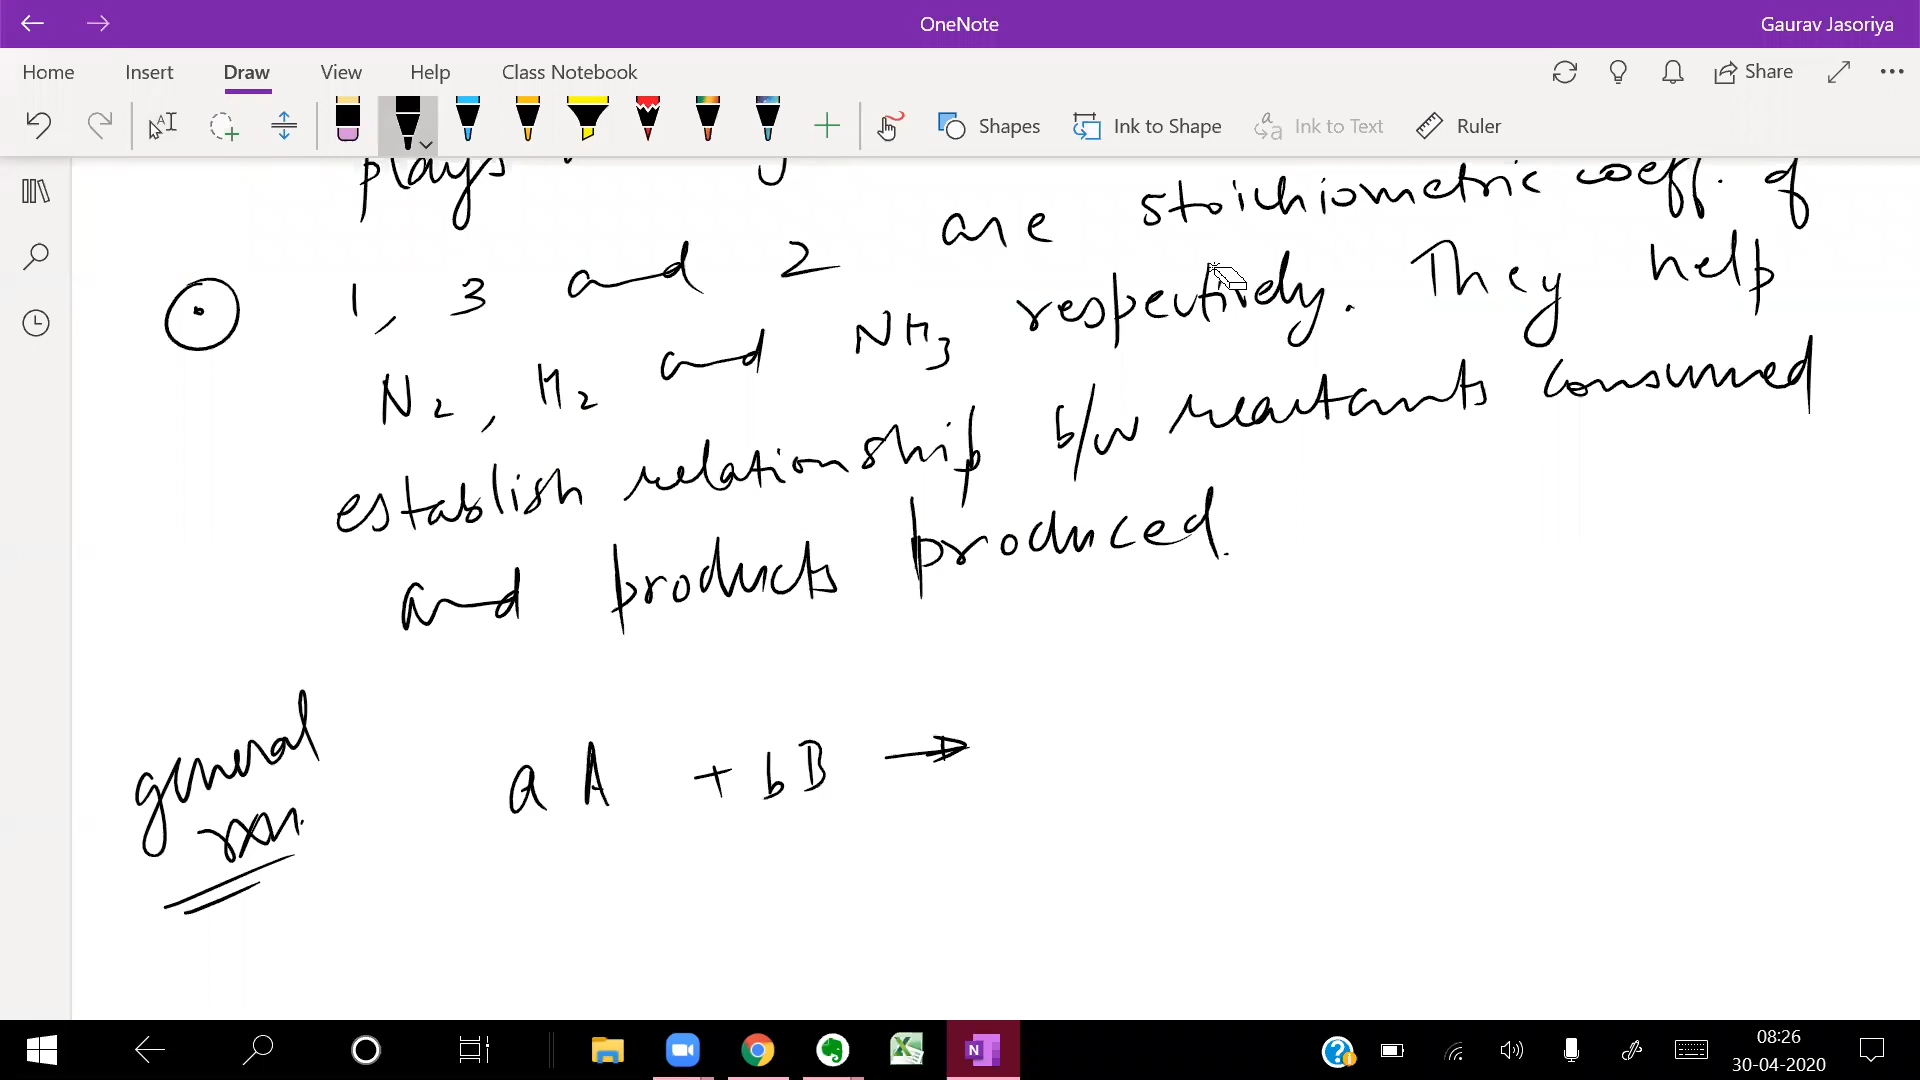 OneNote
Gaurav Jasoriya
Home Insert Draw View Help Class Notebook
Share
Shapes Ink to Shape Ink to Text Ruler
plays
1, 3 and 2 are stoichiometric coeff. of
N2, H2 and NH3 respectively. They help
establish relationship b/w reactants consumed
and products produced.
general
rxn.
a A + b B →
08:26
30-04-2020